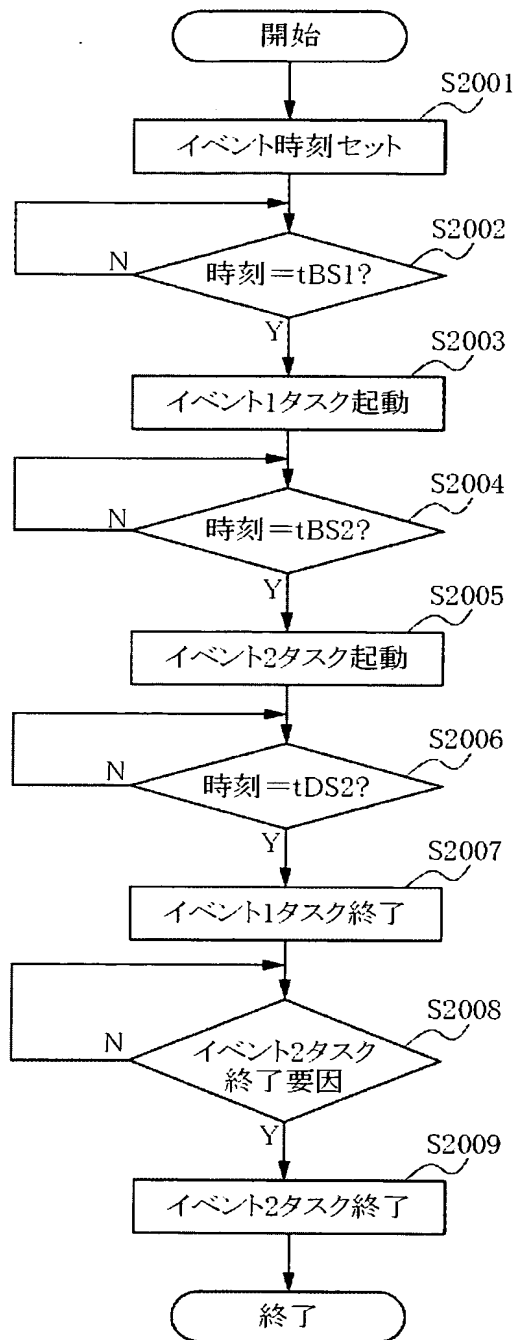 開始
S2001
イベント時刻セット
S2002
時刻=tBS1?
N
Y
S2003
イベント1タスク起動
S2004
時刻=tBS2?
N
Y
S2005
イベント2タスク起動
S2006
時刻=tDS2?
N
Y
S2007
イベント1タスク終了
S2008
イベント2タスク
終了要因
N
Y
S2009
イベント2タスク終了
終了